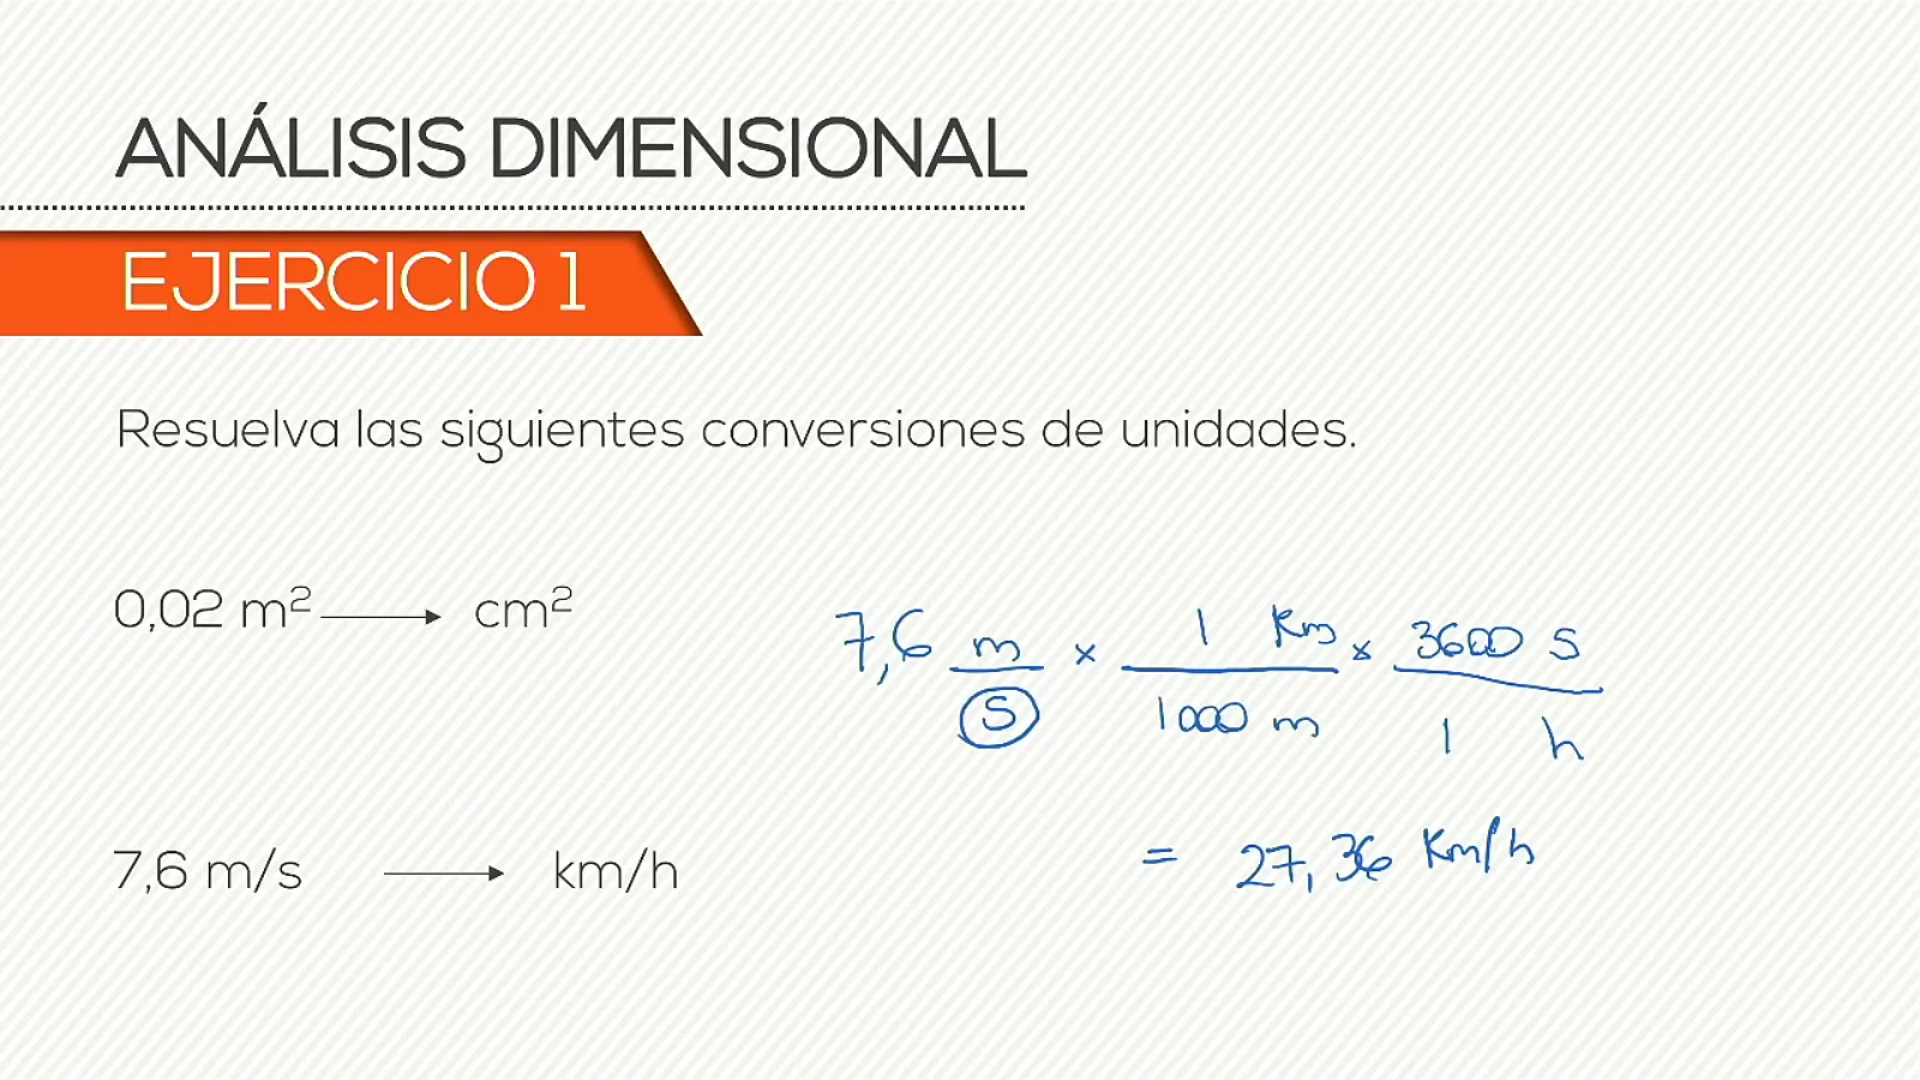 ANÁLISIS DIMENSIONAL
EJERCICIO 1
Resuelva las siguientes conversiones de unidades.
0,02 m² → cm²
7,6 m/s → km/h
7,6 m/s × 1 Km/1000 m × 3600 s/1 h
= 27,36 Km/h